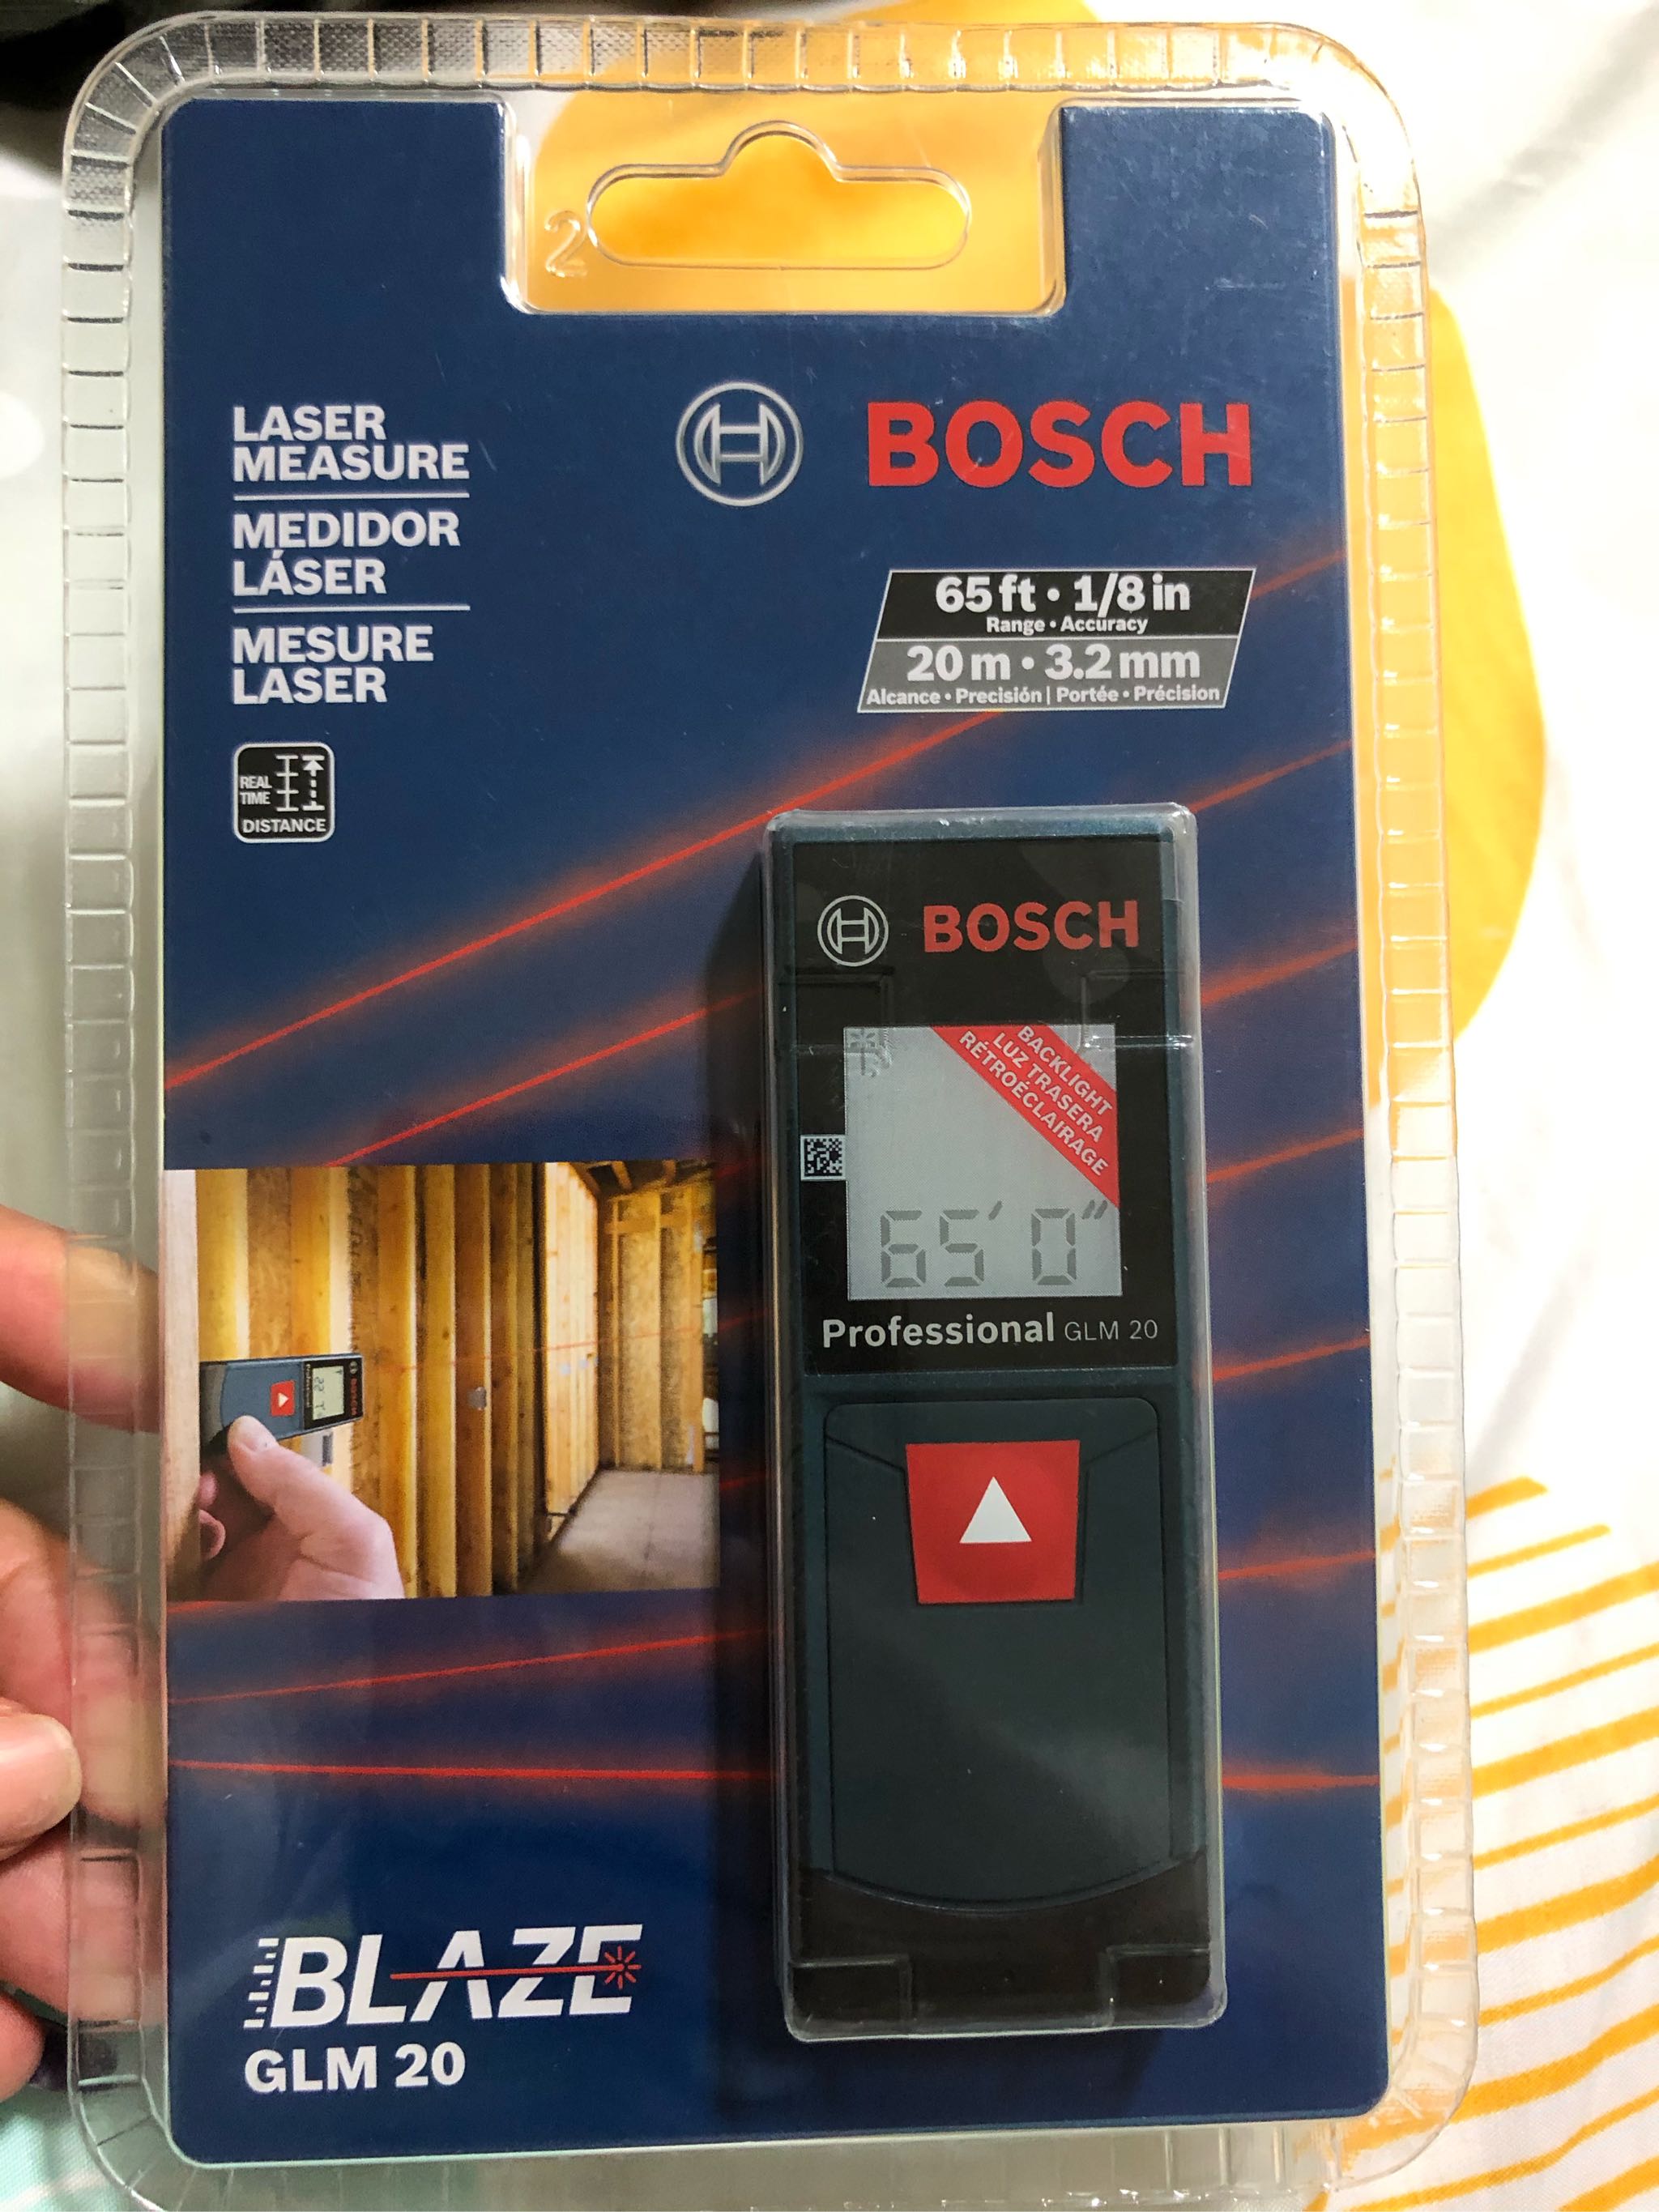 2
LASER
MEASURE
MEDIDOR
LÁSER
MESURE
LASER
BOSCH
65 ft • 1/8 in
Range • Accuracy
20 m • 3.2 mm
Alcance • Precisión | Portée • Précision
REAL
TIME
DISTANCE
BOSCH
BACKLIGHT
LUZ TRASERA
RÉTROÉCLAIRAGE
65' 0"
Professional GLM 20
BLAZE
GLM 20